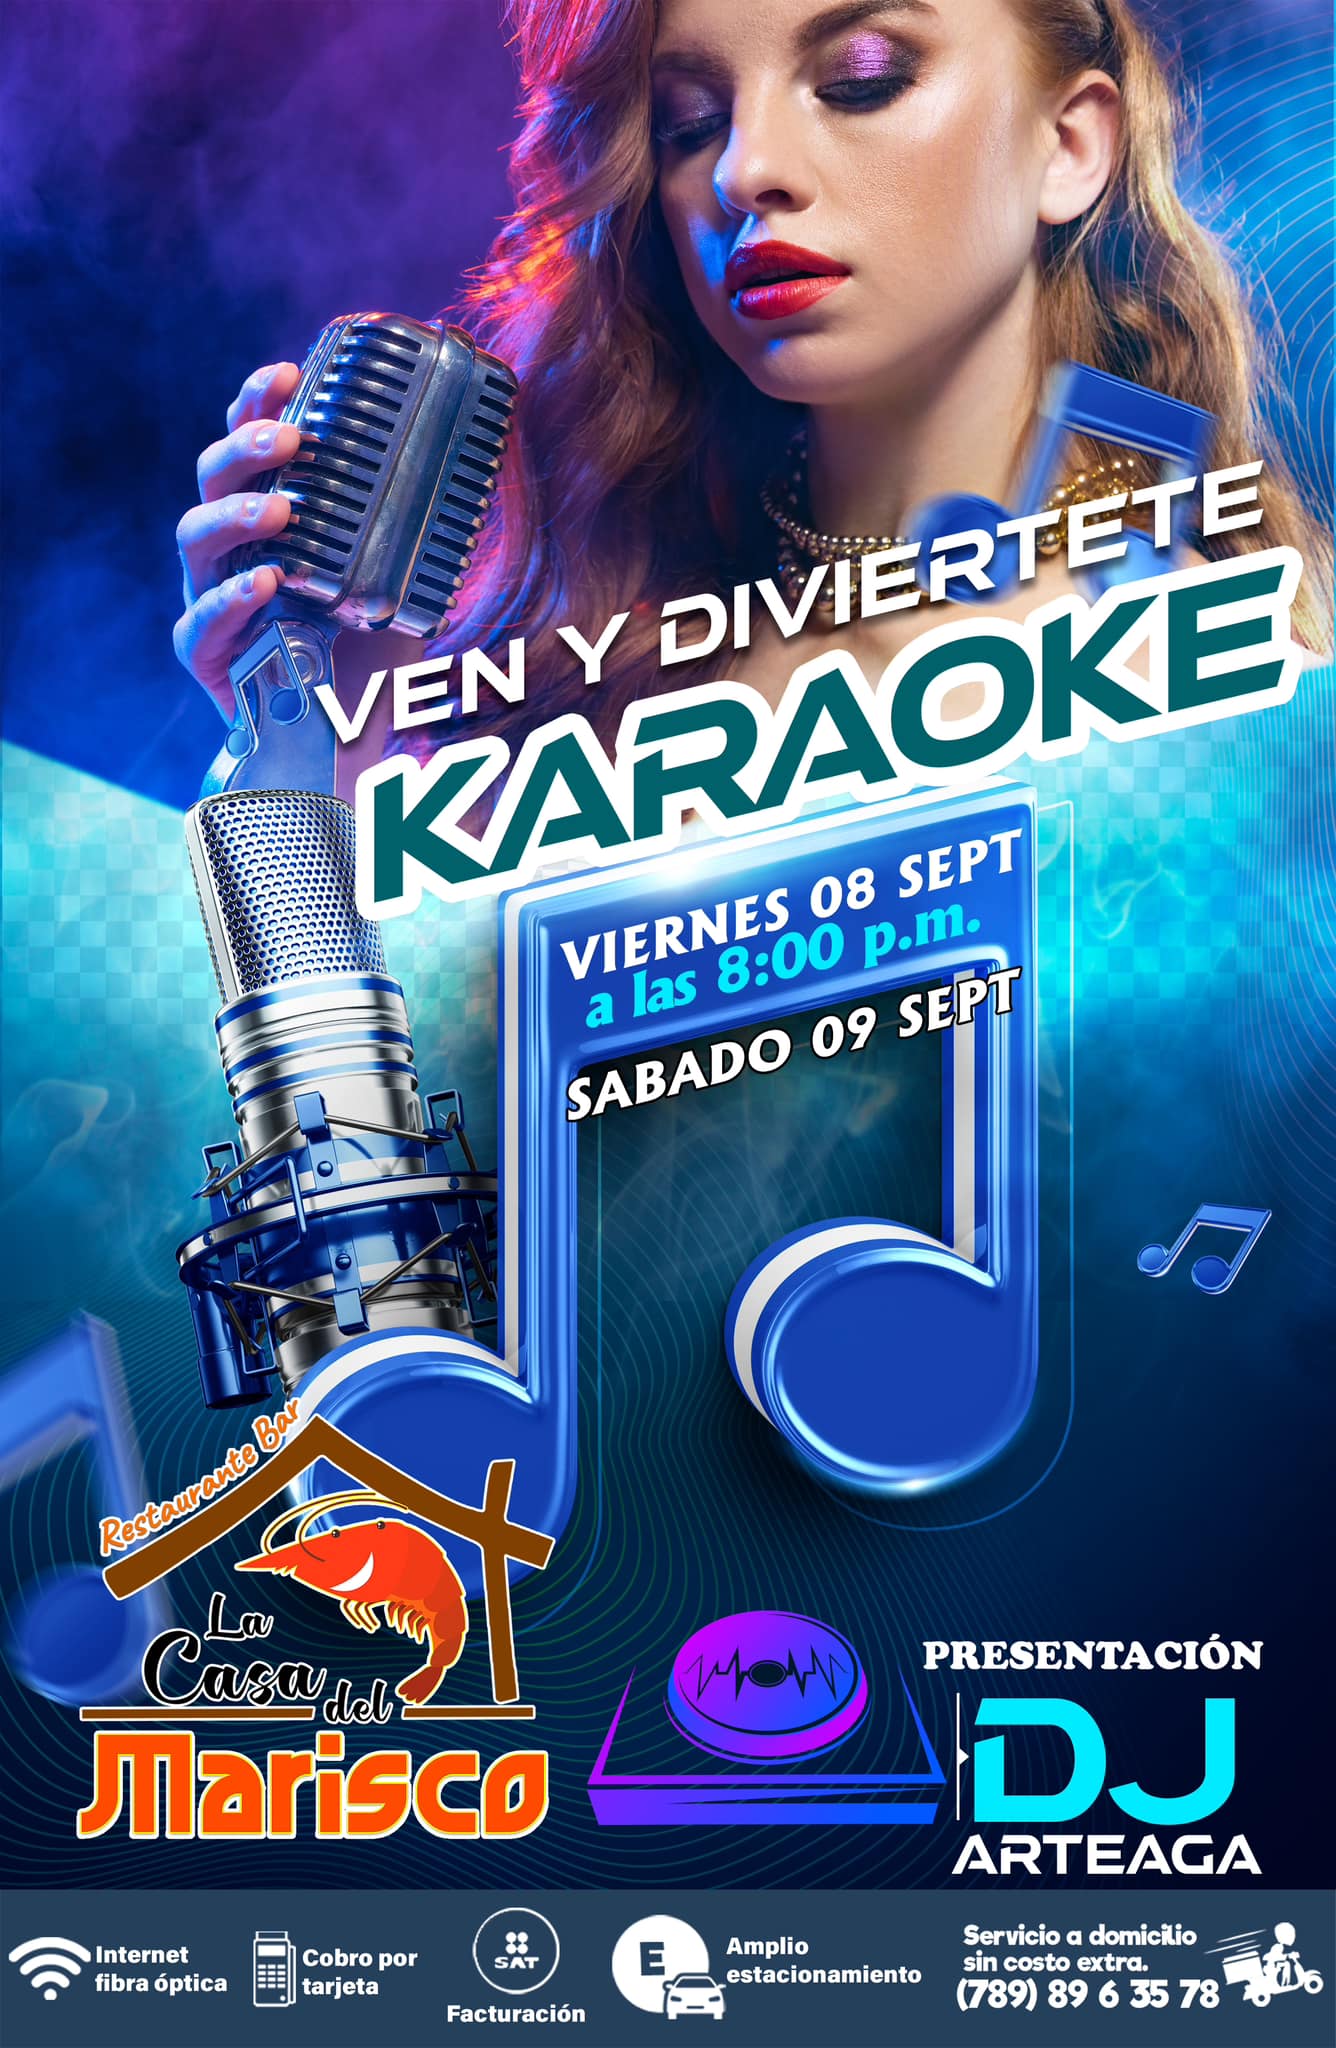 VEN Y DIVIERTETE
KARAOKE
VIERNES 08 SEPT
a las 8:00 p.m.
SABADO 09 SEPT
Restaurante Bar
La
Casa
del
Marisco
PRESENTACIÓN
DJ
ARTEAGA
Internet
fibra óptica
Cobro por
tarjeta
SAT
Facturación
E
Amplio
estacionamiento
Servicio a domicilio
sin costo extra.
(789) 89 6 35 78